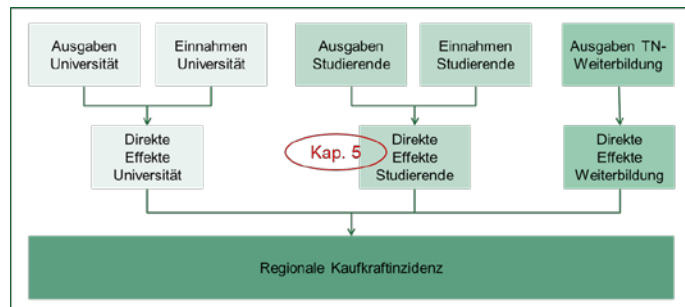 Ausgaben
Universität
Einnahmen
Universität
Ausgaben
Studierende
Einnahmen
Studierende
Ausgaben TN-
Weiterbildung
Direkte
Effekte
Universität
Kap. 5
Direkte
Effekte
Studierende
Direkte
Effekte
Weiterbildung
Regionale Kaufkraftinzidenz